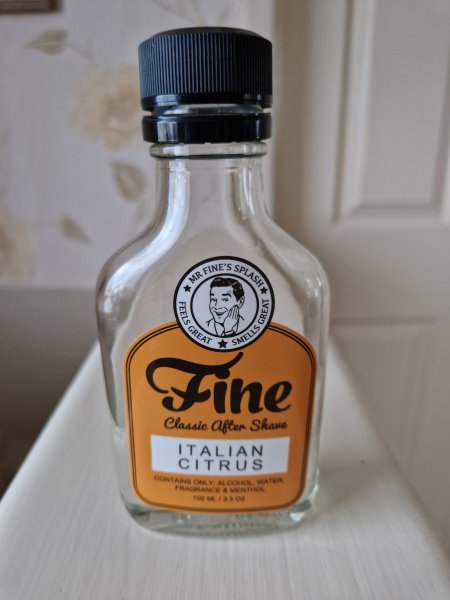 MR FINE'S SPLASH
FEELS GREAT ★ SMELLS GREAT
Fine
Classic After Shave
ITALIAN
CITRUS
CONTAINS ONLY: ALCOHOL, WATER,
FRAGRANCE & MENTHOL
100 ML / 3.3 OZ